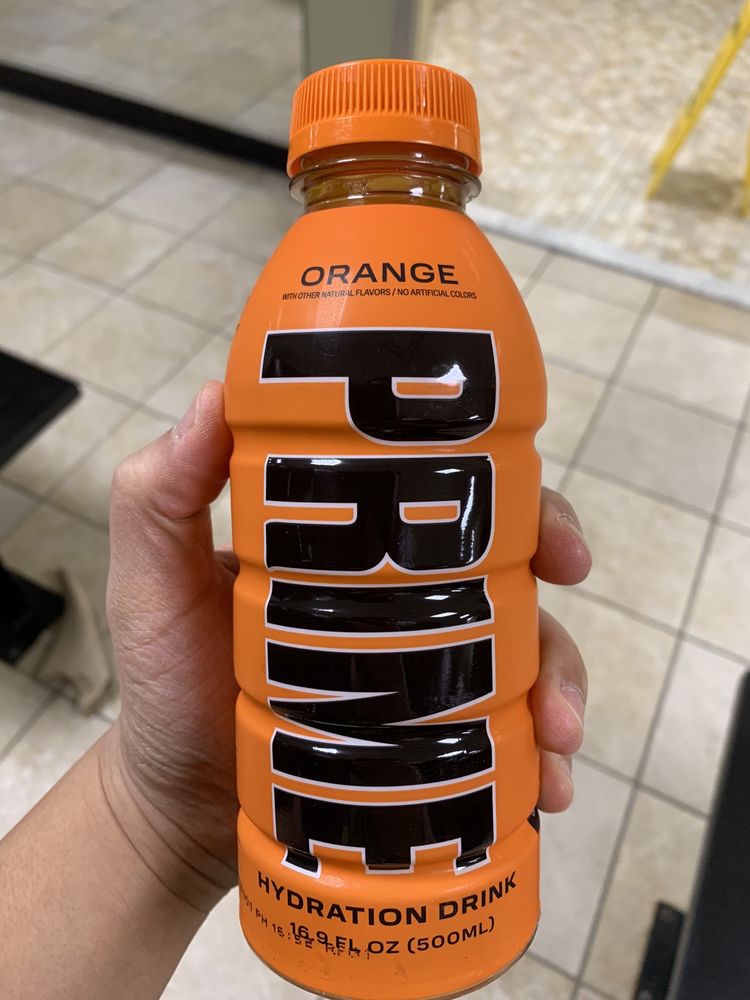 ORANGE
WITH OTHER NATURAL FLAVORS / NO ARTIFICIAL COLORS
PRIME
HYDRATION DRINK
16.9 FL OZ (500ML)